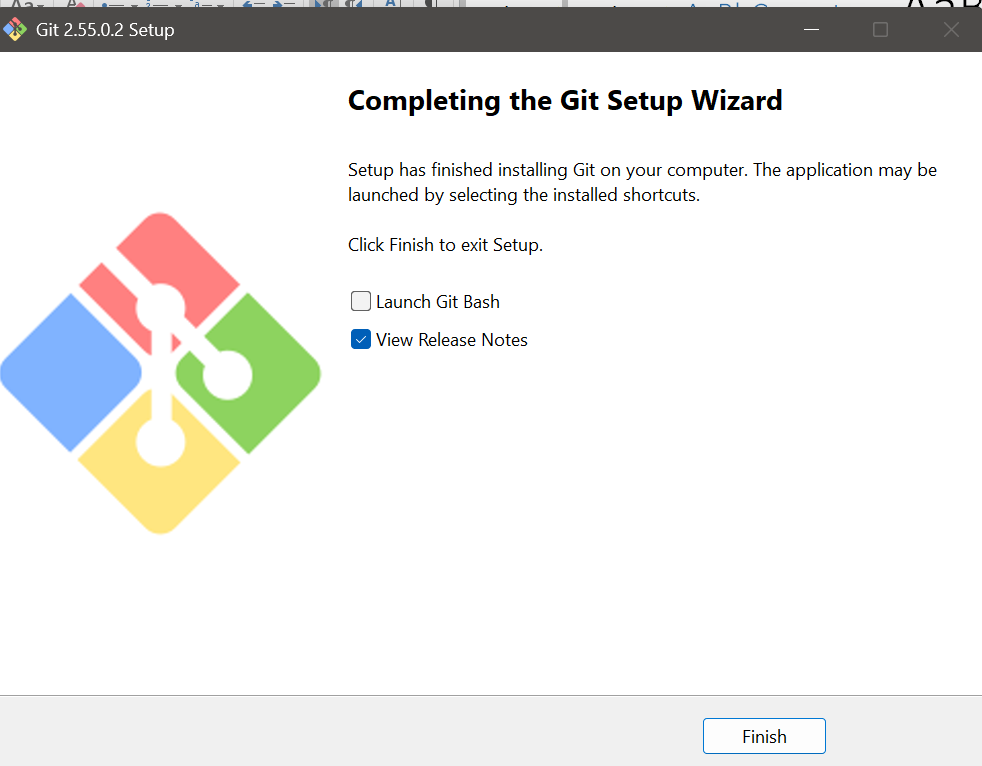 Git 2.55.0.2 Setup
Completing the Git Setup Wizard
Setup has finished installing Git on your computer. The application may be
launched by selecting the installed shortcuts.
Click Finish to exit Setup.
Launch Git Bash
View Release Notes
Finish